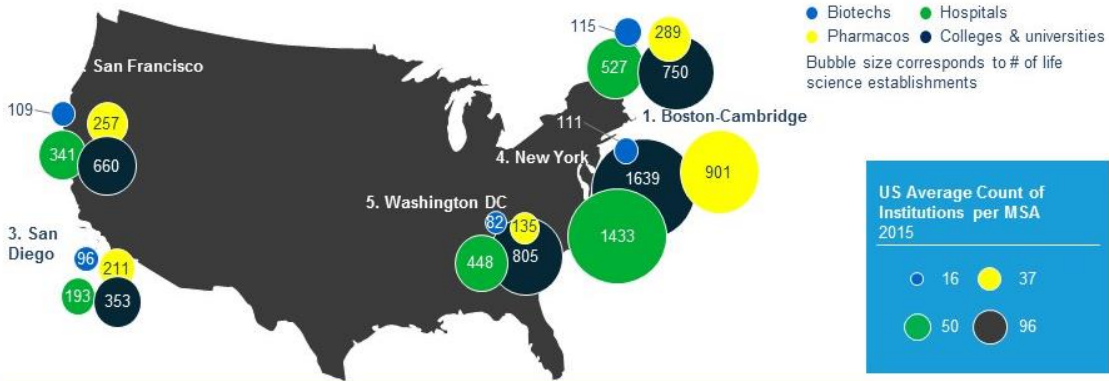 115
289
527
750
Biotechs
Hospitals
Pharmacos
Colleges & universities
Bubble size corresponds to # of life
science establishments
. San Francisco
109
257
341
660
111
1. Boston-Cambridge
4. New York
1639
901
1433
5. Washington DC
82
135
448
805
3. San
Diego
96
211
193
353
US Average Count of
Institutions per MSA
2015
16
37
50
96